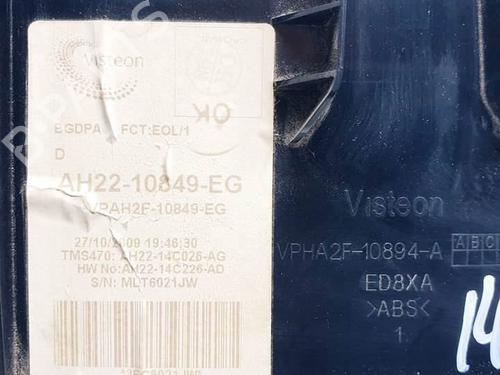 Visteon
OK
EGDPA FCT:EOL/1
D
AH22-10849-EG
VPAH2F-10849-EG
27/10/2009 19:46:30
TMS470: AH22-14C026-AG
HW No:AH22-14C226-AD
S/N: MLT6021JW
Visteon
VPHA2F-10894-A
A B C
ED8XA
>ABS<
1
14